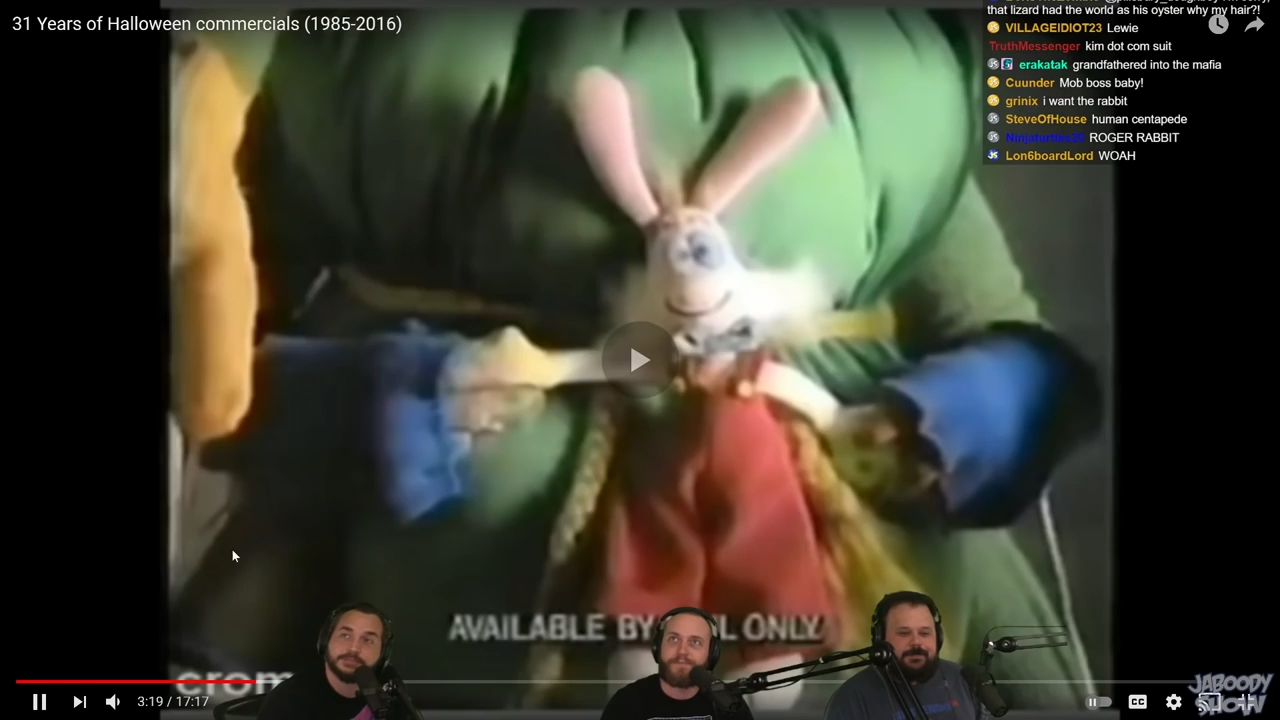 31 Years of Halloween commercials (1985-2016)
that lizard had the world as his oyster why my hair?!
VILLAGEIDIOT23 Lewie
TruthMessenger kim dot com suit
erakatak grandfathered into the mafia
Cuunder Mob boss baby!
grinix i want the rabbit
SteveOfHouse human centapede
ROGER RABBIT
Lon6boardLord WOAH
AVAILABLE BY L ONLY
crom
3:19 / 17:17
CC
JABOODY
SHOW